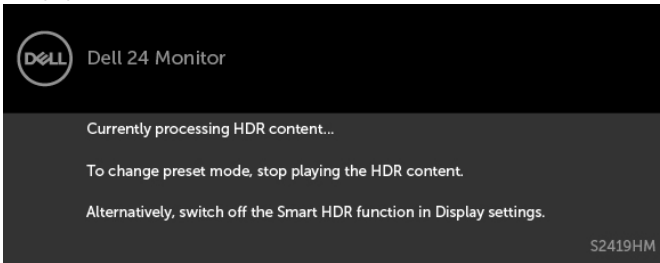 DELL
Dell 24 Monitor
Currently processing HDR content...
To change preset mode, stop playing the HDR content.
Alternatively, switch off the Smart HDR function in Display settings.
S2419HM